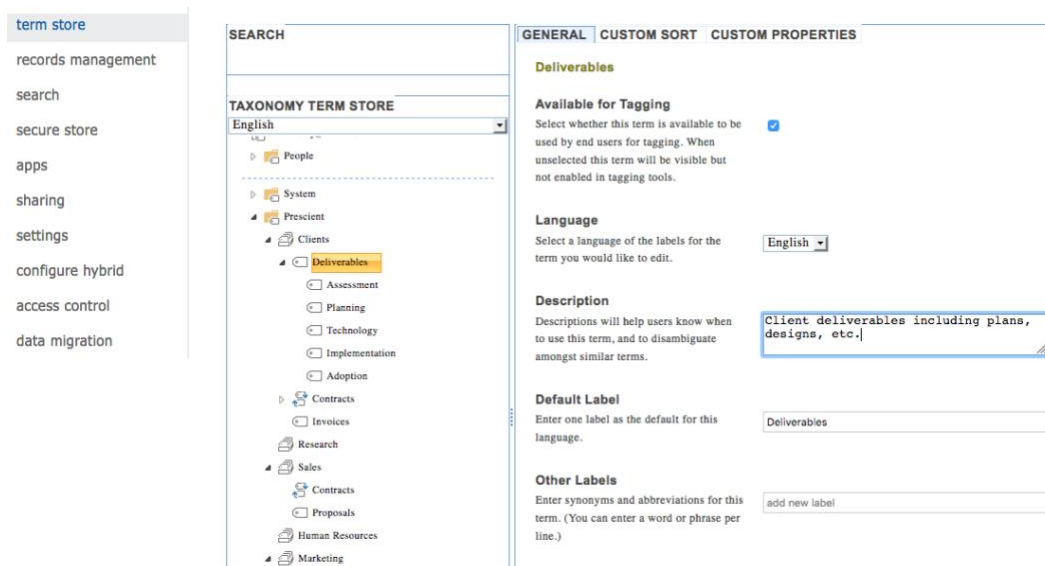 term store
records management
search
secure store
apps
sharing
settings
configure hybrid
access control
data migration
SEARCH
TAXONOMY TERM STORE
English
People
System
Prescient
Clients
Deliverables
Assessment
Planning
Technology
Implementation
Adoption
Contracts
Invoices
Research
Sales
Contracts
Proposals
Human Resources
Marketing
GENERAL CUSTOM SORT CUSTOM PROPERTIES
Deliverables
Available for Tagging
Select whether this term is available to be
used by end users for tagging. When
unselected this term will be visible but
not enabled in tagging tools.
Language
Select a language of the labels for the
term you would like to edit.
English
Description
Descriptions will help users know when
to use this term, and to disambiguate
amongst similar terms.
Client deliverables including plans,
designs, etc.
Default Label
Enter one label as the default for this
language.
Deliverables
Other Labels
Enter synonyms and abbreviations for this
term. (You can enter a word or phrase per
line.)
add new label